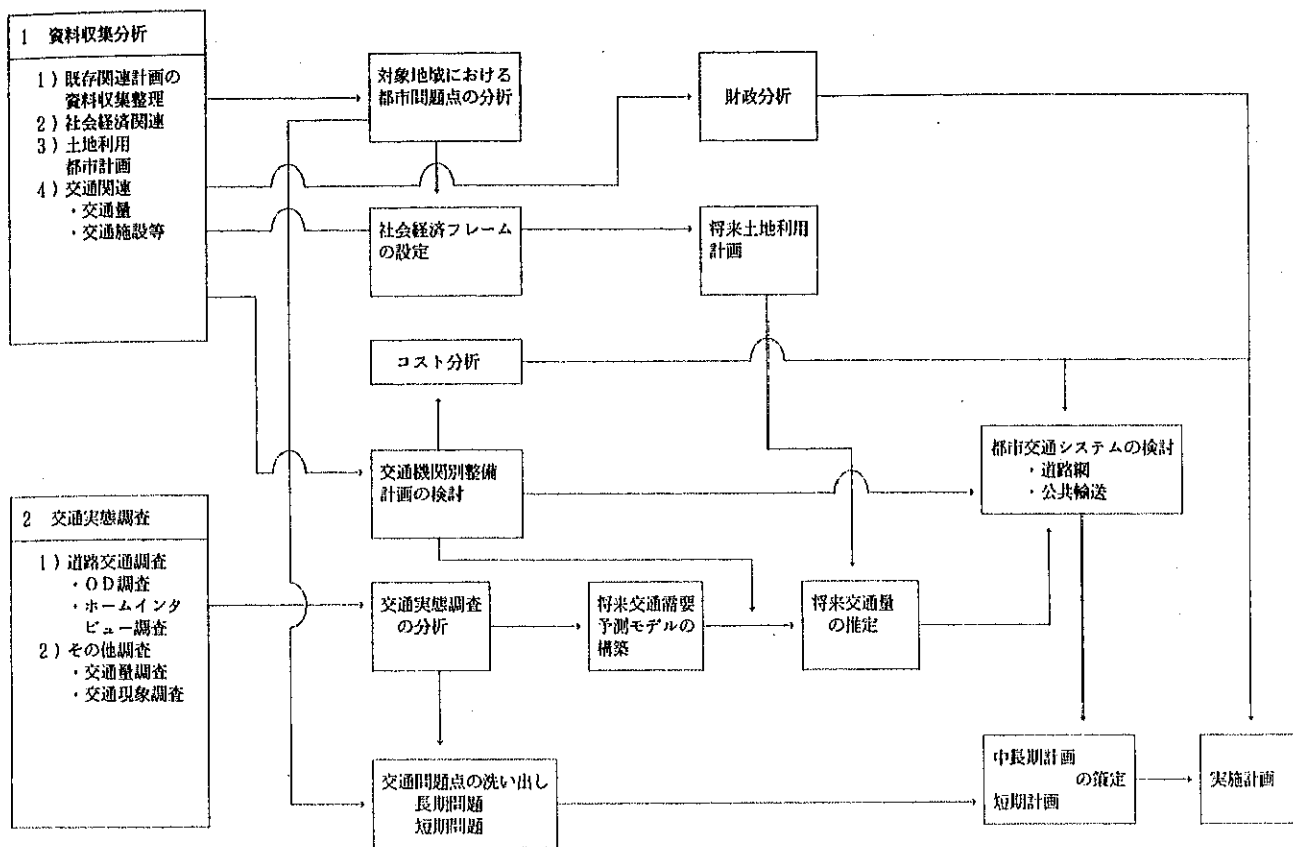 1 資料収集分析
1）既存関連計画の
資料収集整理
2）社会経済関連
3）土地利用
都市計画
4）交通関連
・交通量
・交通施設等
対象地域における
都市問題点の分析
財政分析
社会経済フレーム
の設定
将来土地利用
計画
コスト分析
交通機関別整備
計画の検討
都市交通システムの検討
・道路網
・公共輸送
2 交通実態調査
1）道路交通調査
・OD調査
・ホームインタ
ビュー調査
2）その他調査
・交通量調査
・交通現象調査
交通実態調査
の分析
将来交通需要
予測モデルの
構築
将来交通量
の推定
交通問題点の洗い出し
長期問題
短期問題
中長期計画
の策定
短期計画
実施計画